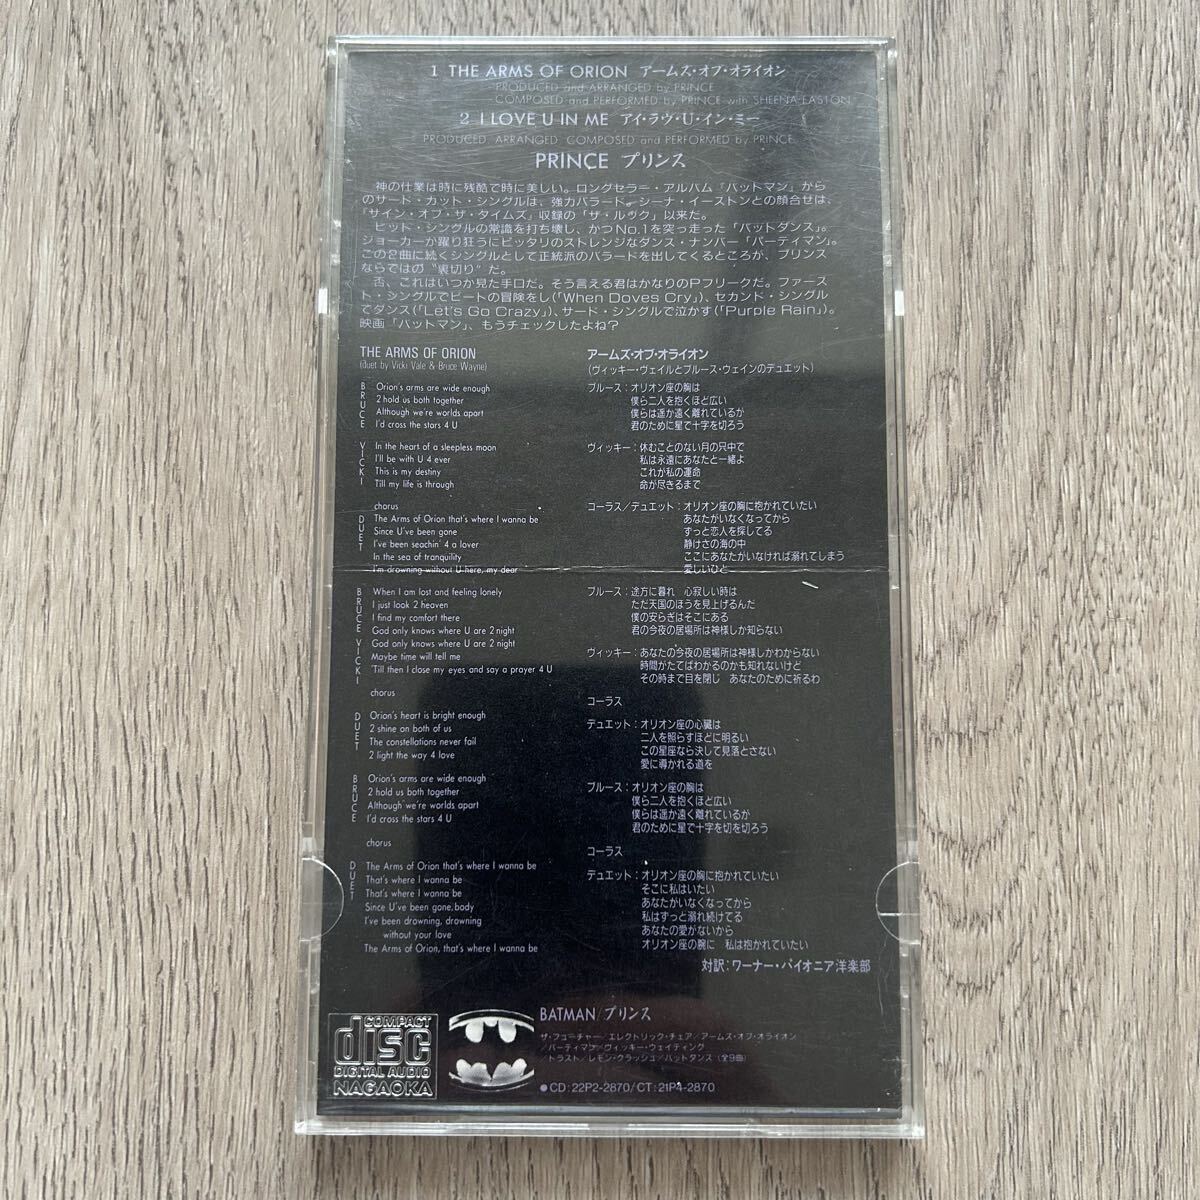 1 THE ARMS OF ORION アームズ・オブ・オライオン
PRODUCED and ARRANGED by PRINCE
COMPOSED and PERFORMED by PRINCE with SHEENA EASTON
2 I LOVE U IN ME アイ・ラヴ・U・イン・ミー
PRODUCED, ARRANGED, COMPOSED and PERFORMED by PRINCE
PRINCE プリンス
神の仕業は時に残酷で時に美しい。ロングセラー・アルバム「バットマン」から
のサード・カット・シングルは、強力バラード。シーナ・イーストンとの顔合せは、
「サイン・オブ・ザ・タイムズ」収録の「ザ・ルック」以来だ。
ヒット・シングルの常識を打ち壊し、かつNo.1を突っ走った「バットダンス」。
ジョーカーが躍り狂うにピッタリのストレンジなダンス・ナンバー「パーティマン」。
この2曲に続くシングルとして正統派のバラードを出してくるところが、プリンス
ならではの“裏切り”だ。
否、これはいつか見た手口だ。そう言える君はかなりのPフリークだ。ファース
ト・シングルでビートの冒険をし(「When Doves Cry」)、セカンド・シングル
でダンス(「Let's Go Crazy」)、サード・シングルで泣かす(「Purple Rain」)。
映画「バットマン」、もうチェックしたよね?
THE ARMS OF ORION
(duet by Vicki Vale & Bruce Wayne)
BRUCE
Orion's arms are wide enough
2 hold us both together
Although we're worlds apart
I'd cross the stars 4 U
VICKI
In the heart of a sleepless moon
I'll be with U 4 ever
This is my destiny
Till my life is through
chorus
DUET
The Arms of Orion that's where I wanna be
Since U've been gone
I've been seachin' 4 a lover
In the sea of tranquility
I'm drowning without U here, my dear
BRUCE
When I am lost and feeling lonely
I just look 2 heaven
I find my comfort there
God only knows where U are 2night
VICKI
God only knows where U are 2night
Maybe time will tell me
'Till then I close my eyes and say a prayer 4 U
chorus
DUET
Orion's heart is bright enough
2 shine on both of us
The constellations never fail
2 light the way 4 love
BRUCE
Orion's arms are wide enough
2 hold us both together
Although we're worlds apart
I'd cross the stars 4 U
chorus
DUET
The Arms of Orion that's where I wanna be
That's where I wanna be
That's where I wanna be
Since U've been gone, body
I've been drowning, drowning
without your love
The Arms of Orion, that's where I wanna be
アームズ・オブ・オライオン
(ヴィッキー・ヴェイルとブルース・ウェインのデュエット)
ブルース：オリオン座の胸は
僕ら二人を抱くほど広い
僕らは遥か遠く離れているが
君のために星で十字を切ろう
ヴィッキー：休むことのない月の只中で
私は永遠にあなたと一緒よ
これが私の運命
命が尽きるまで
コーラス／デュエット：オリオン座の胸に抱かれていたい
あなたがいなくなってから
ずっと恋人を探してる
静けさの海の中
ここにあなたがいなければ溺れてしまう
愛しいひと
ブルース：途方に暮れ 心寂しい時は
ただ天国のほうを見上げるんだ
僕の安らぎはそこにある
君の今夜の居場所は神様しか知らない
ヴィッキー：あなたの今夜の居場所は神様しかわからない
時間がたてばわかるのかも知れないけど
その時まで目を閉じ あなたのために祈るわ
コーラス
デュエット：オリオン座の心臓は
二人を照らすほどに明るい
この星座なら決して見落とさない
愛に導かれる道を
ブルース：オリオン座の胸は
僕ら二人を抱くほど広い
僕らは遥か遠く離れているが
君のために星で十字を切を切ろう
コーラス
デュエット：オリオン座の胸に抱かれていたい
そこに私はいたい
あなたがいなくなってから
私はずっと溺れ続けてる
あなたの愛がないから
オリオン座の腕に 私は抱かれていたい
対訳：ワーナー・パイオニア洋楽部
COMPACT
disc
DIGITAL AUDIO
NAGAOKA
BATMAN/プリンス
ザ・フューチャー／エレクトリック・チェア／アームズ・オブ・オライオン
／パーティマン／ヴィッキー・ウェイティング
／トラスト／レモン・クラッシュ／バットダンス（全9曲）
●CD：22P2-2870/CT：21P4-2870